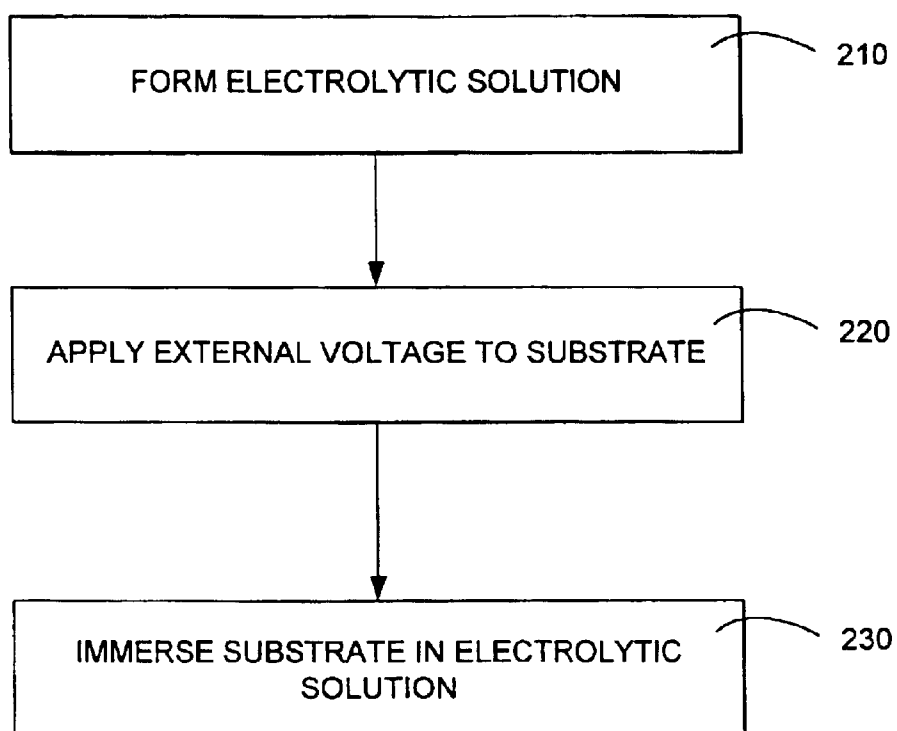 FORM ELECTROLYTIC SOLUTION
210
APPLY EXTERNAL VOLTAGE TO SUBSTRATE
220
IMMERSE SUBSTRATE IN ELECTROLYTIC
SOLUTION
230